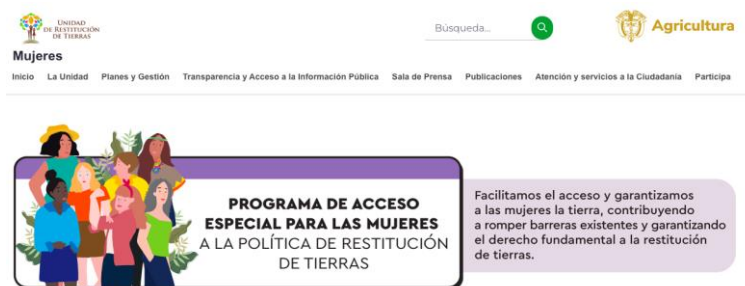 UNIDAD
DE RESTITUCIÓN
DE TIERRAS
Búsqueda...
Agricultura
Mujeres
Inicio La Unidad Planes y Gestión Transparencia y Acceso a la Información Pública Sala de Prensa Publicaciones Atención y servicios a la Ciudadanía Participa
PROGRAMA DE ACCESO
ESPECIAL PARA LAS MUJERES
A LA POLÍTICA DE RESTITUCIÓN
DE TIERRAS
Facilitamos el acceso y garantizamos
a las mujeres la tierra, contribuyendo
a romper barreras existentes y garantizando
el derecho fundamental a la restitución
de tierras.